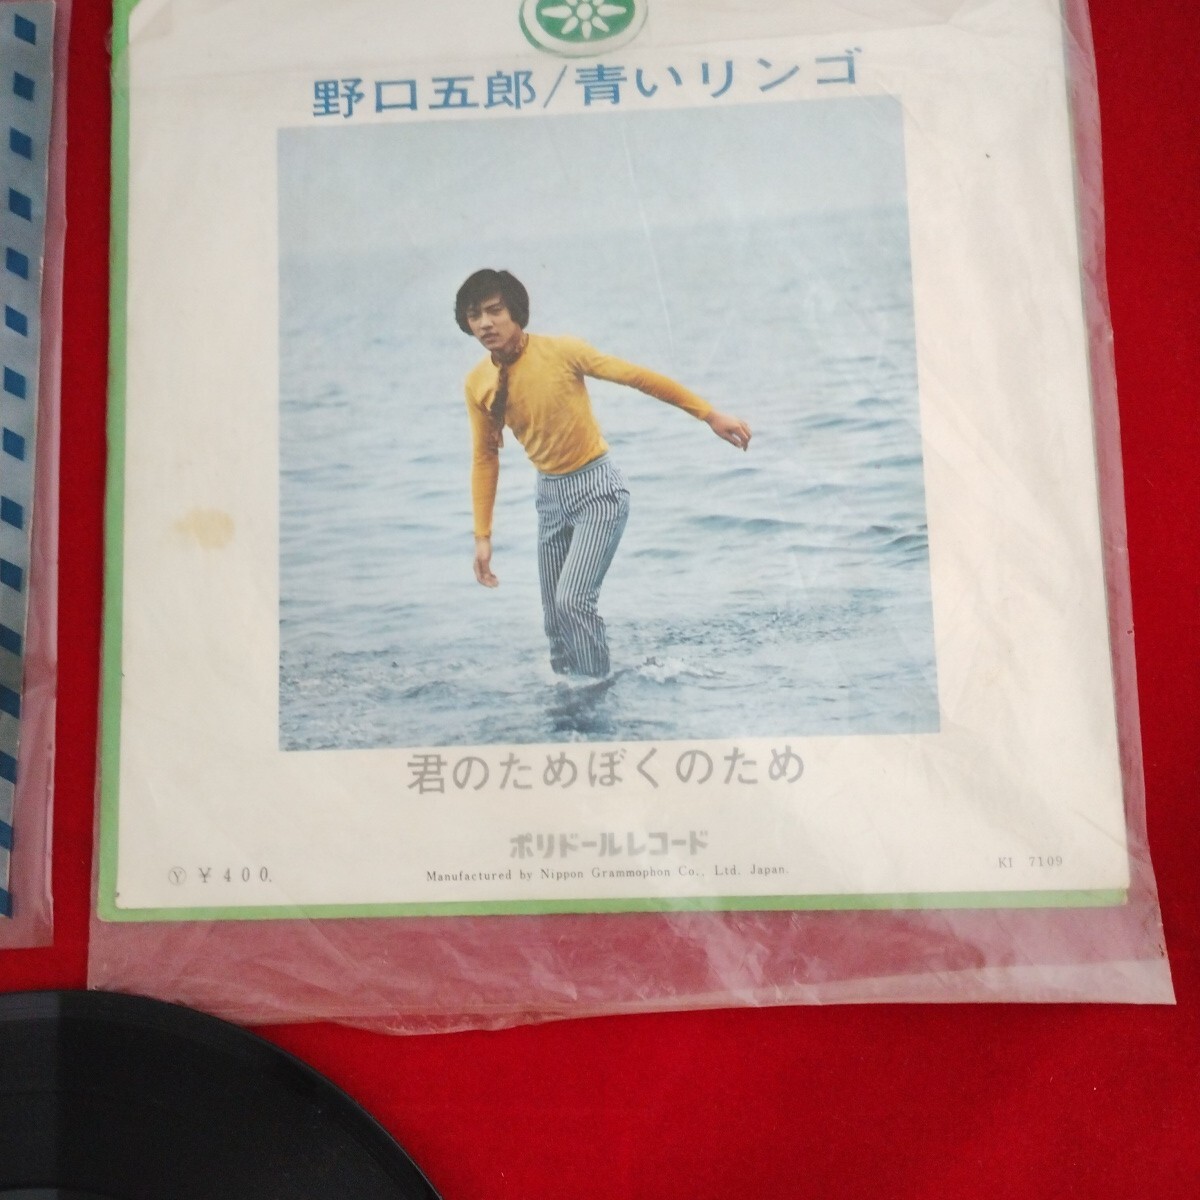 野口五郎/青いリンゴ
君のためぼくのため
ポリドールレコード
Ⓨ ￥400.
Manufactured by Nippon Grammophon Co., Ltd. Japan.
KI 7109